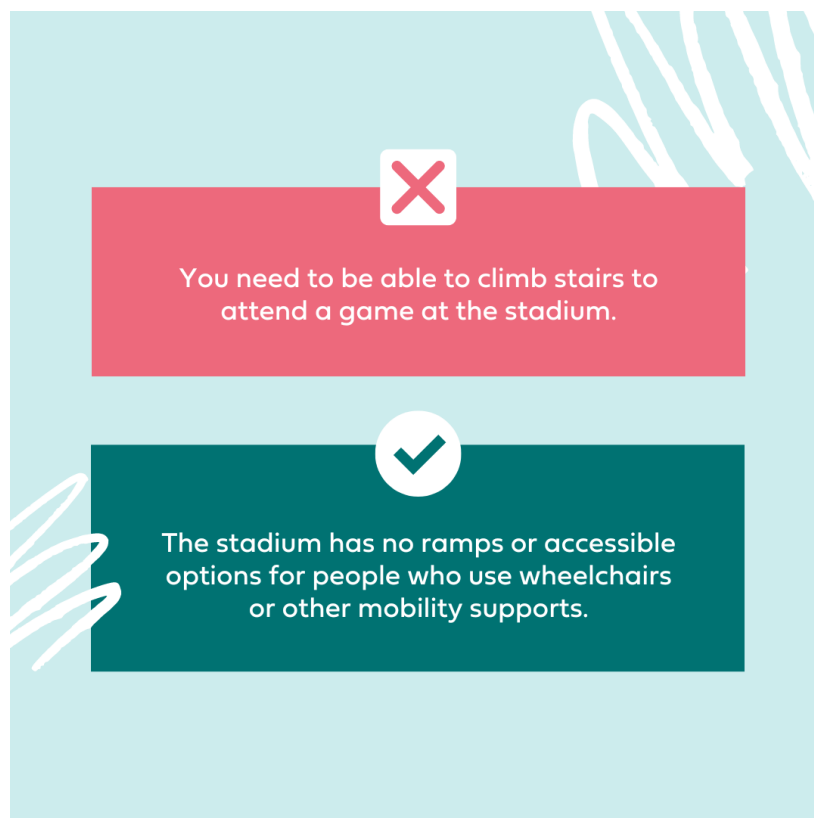 You need to be able to climb stairs to
attend a game at the stadium.
The stadium has no ramps or accessible
options for people who use wheelchairs
or other mobility supports.